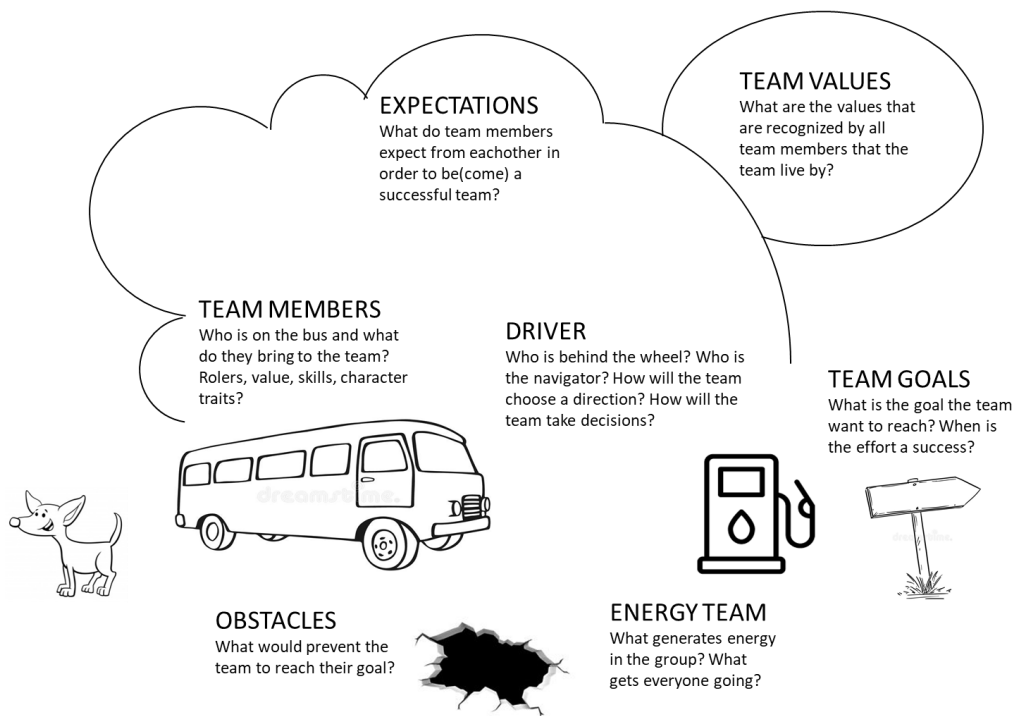 EXPECTATIONS
What do team members
expect from eachother in
order to be(come) a
successful team?
TEAM VALUES
What are the values that
are recognized by all
team members that the
team live by?
TEAM MEMBERS
Who is on the bus and what
do they bring to the team?
Rolers, value, skills, character
traits?
DRIVER
Who is behind the wheel? Who is
the navigator? How will the team
choose a direction? How will the
team take decisions?
TEAM GOALS
What is the goal the team
want to reach? When is
the effort a success?
dreamstime.
dreamstime.
OBSTACLES
What would prevent the
team to reach their goal?
ENERGY TEAM
What generates energy
in the group? What
gets everyone going?